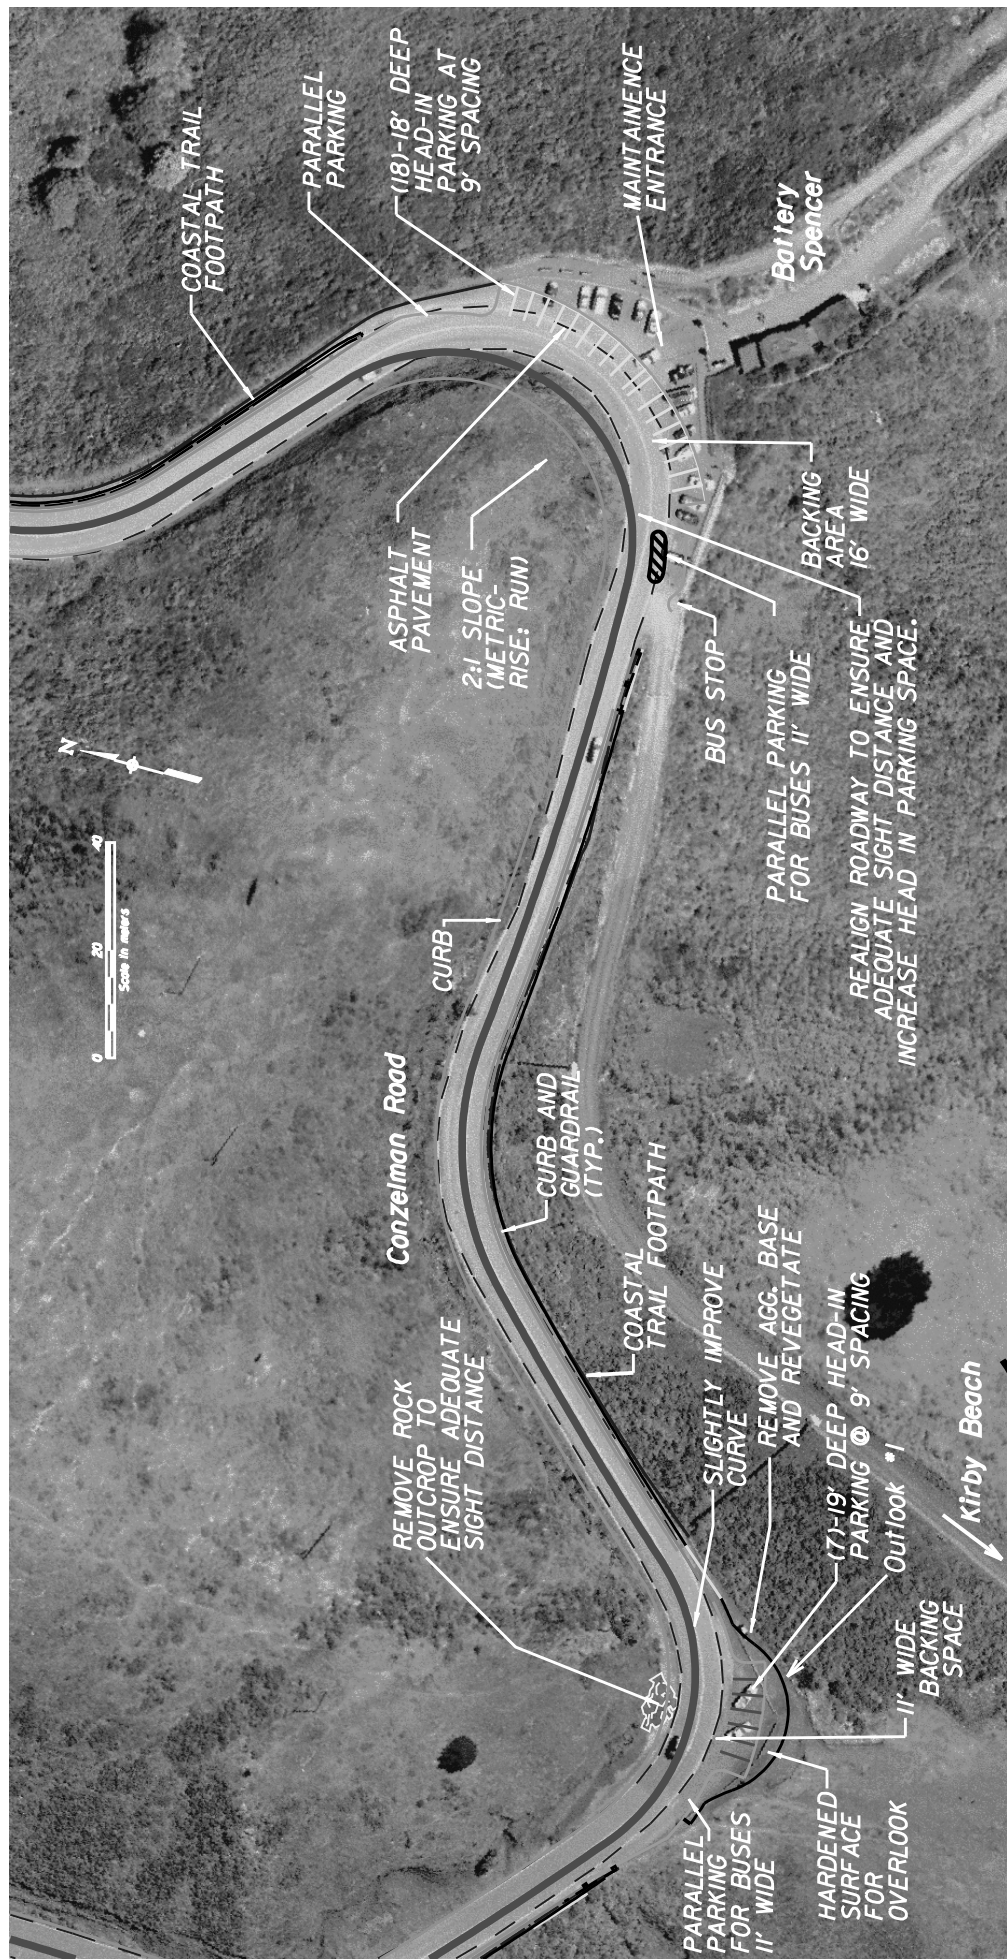 COASTAL TRAIL
FOOTPATH
PARALLEL
PARKING
(18)-18' DEEP
HEAD-IN
PARKING AT
9' SPACING
MAINTAINENCE
ENTRANCE
Battery
Spencer
ASPHALT
PAVEMENT
2:1 SLOPE
(METRIC-
RISE: RUN)
BACKING
AREA
16' WIDE
BUS STOP
PARALLEL PARKING
FOR BUSES 11' WIDE
REALIGN ROADWAY TO ENSURE
ADEQUATE SIGHT DISTANCE AND
INCREASE HEAD IN PARKING SPACE.
N
0 20 40
Scale in meters
CURB
Conzelman Road
CURB AND
GUARDRAIL
(TYP.)
COASTAL
TRAIL FOOTPATH
REMOVE ROCK
OUTCROP TO
ENSURE ADEQUATE
SIGHT DISTANCE
SLIGHTLY IMPROVE
CURVE
REMOVE AGG. BASE
AND REVEGETATE
(7)-19' DEEP HEAD-IN
PARKING @ 9' SPACING
Outlook #1
Kirby Beach
11' WIDE
BACKING
SPACE
PARALLEL
PARKING
FOR BUSES
11' WIDE
HARDENED
SURFACE
FOR
OVERLOOK